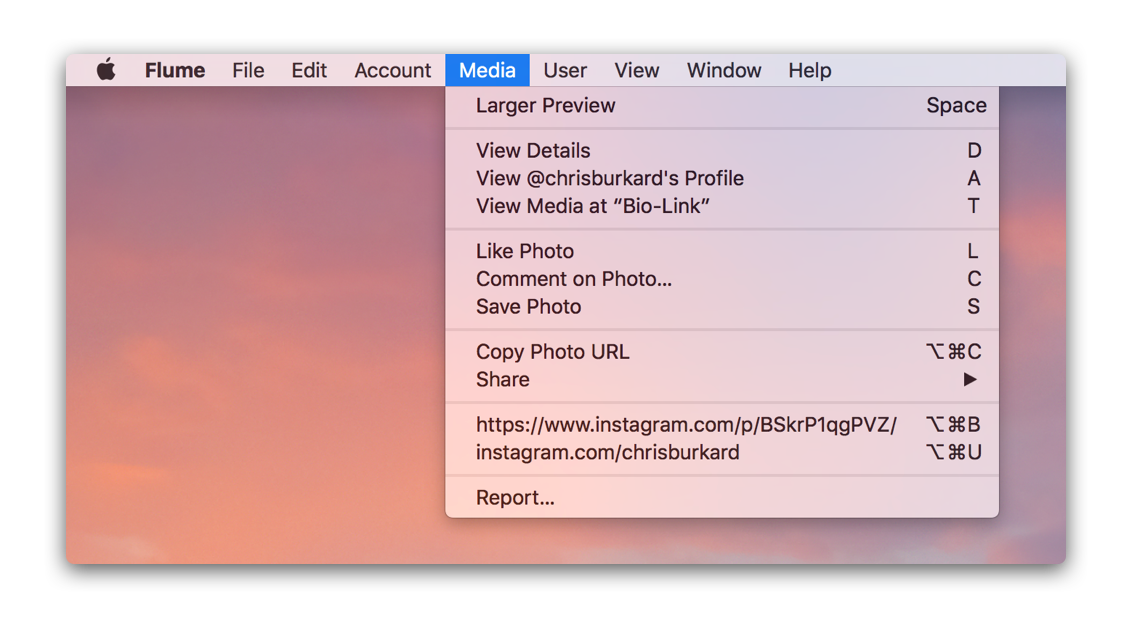 Flume File Edit Account Media User View Window Help
Larger Preview Space
View Details D
View @chrisburkard's Profile A
View Media at “Bio-Link” T
Like Photo L
Comment on Photo... C
Save Photo S
Copy Photo URL ⌥⌘C
Share ▶
https://www.instagram.com/p/BSkrP1qgPVZ/ ⌥⌘B
instagram.com/chrisburkard ⌥⌘U
Report...